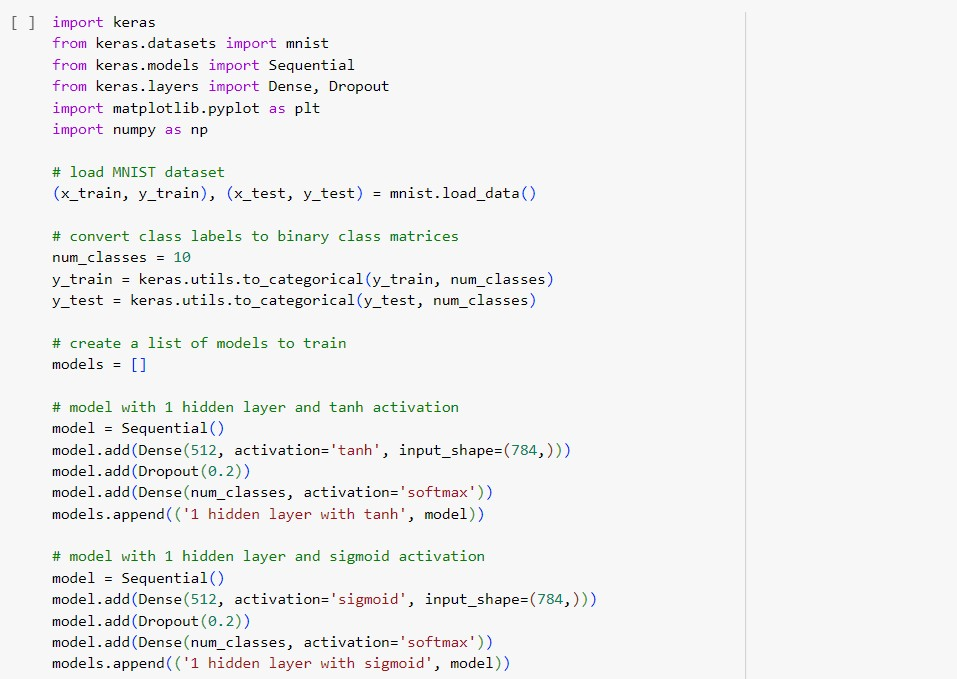 [ ] import keras
from keras.datasets import mnist
from keras.models import Sequential
from keras.layers import Dense, Dropout
import matplotlib.pyplot as plt
import numpy as np
# load MNIST dataset
(x_train, y_train), (x_test, y_test) = mnist.load_data()
# convert class labels to binary class matrices
num_classes = 10
y_train = keras.utils.to_categorical(y_train, num_classes)
y_test = keras.utils.to_categorical(y_test, num_classes)
# create a list of models to train
models = []
# model with 1 hidden layer and tanh activation
model = Sequential()
model.add(Dense(512, activation='tanh', input_shape=(784,)))
model.add(Dropout(0.2))
model.add(Dense(num_classes, activation='softmax'))
models.append(('1 hidden layer with tanh', model))
# model with 1 hidden layer and sigmoid activation
model = Sequential()
model.add(Dense(512, activation='sigmoid', input_shape=(784,)))
model.add(Dropout(0.2))
model.add(Dense(num_classes, activation='softmax'))
models.append(('1 hidden layer with sigmoid', model))